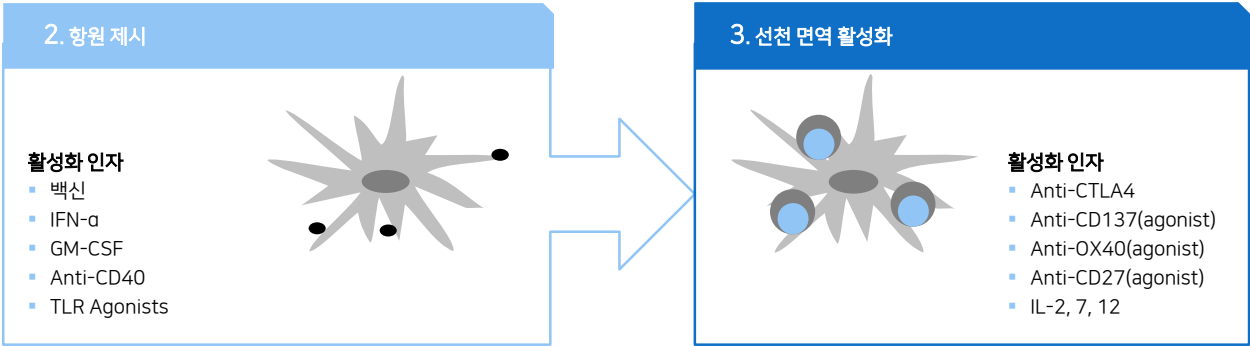 2. 항원 제시
활성화 인자
▪ 백신
▪ IFN-α
▪ GM-CSF
▪ Anti-CD40
▪ TLR Agonists
3. 선천 면역 활성화
활성화 인자
▪ Anti-CTLA4
▪ Anti-CD137(agonist)
▪ Anti-OX40(agonist)
▪ Anti-CD27(agonist)
▪ IL-2, 7, 12